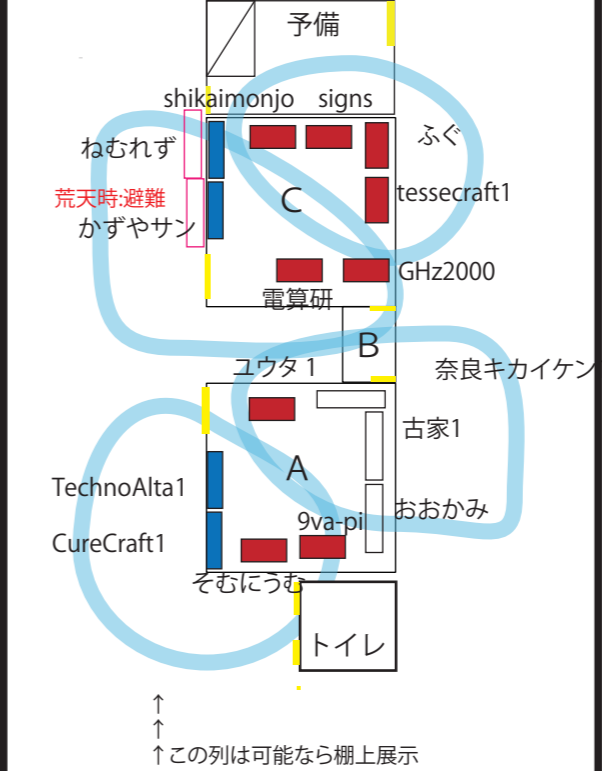 予備
shikaimonjo signs
ねむれず
ふぐ
荒天時:避難
かずやサン
C
tessecraft1
GHz2000
電算研
B
ユウタ 1
奈良キカイケン
古家1
A
TechnoAlta1
おおかみ
9va-pi
CureCraft1
そむにうむ
トイレ
↑
↑
↑この列は可能なら棚上展示